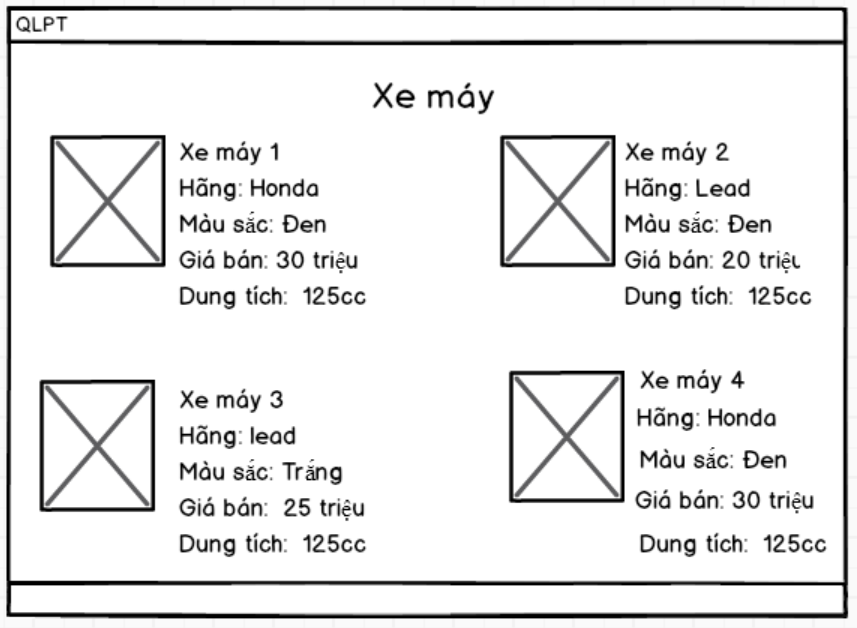 QLPT
Xe máy
Xe máy 1
Hãng: Honda
Màu sắc: Đen
Giá bán: 30 triệu
Dung tích: 125cc
Xe máy 2
Hãng: Lead
Màu sắc: Đen
Giá bán: 20 triệu
Dung tích: 125cc
Xe máy 3
Hãng: lead
Màu sắc: Trắng
Giá bán: 25 triệu
Dung tích: 125cc
Xe máy 4
Hãng: Honda
Màu sắc: Đen
Giá bán: 30 triệu
Dung tích: 125cc